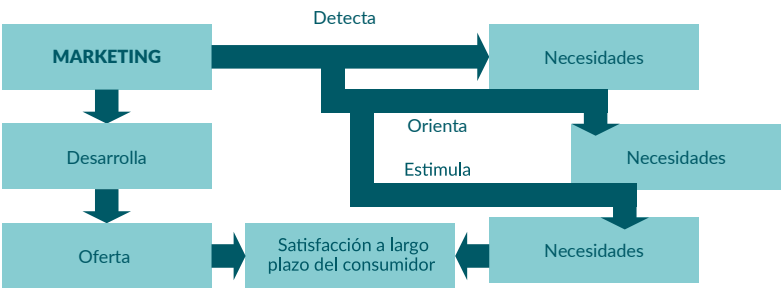 Detecta
MARKETING
Necesidades
Orienta
Desarrolla
Necesidades
Estimula
Oferta
Satisfacción a largo
plazo del consumidor
Necesidades